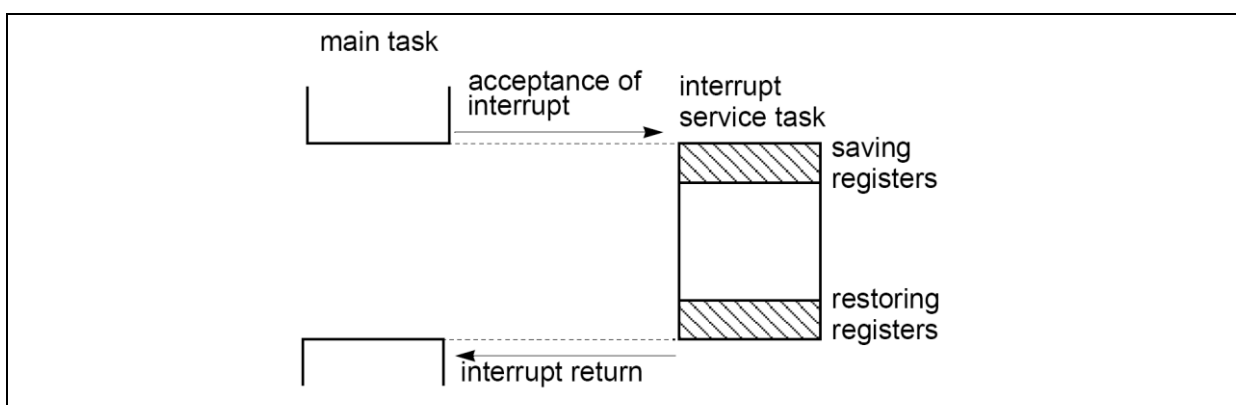 main task
acceptance of
interrupt
interrupt
service task
saving
registers
restoring
registers
interrupt return